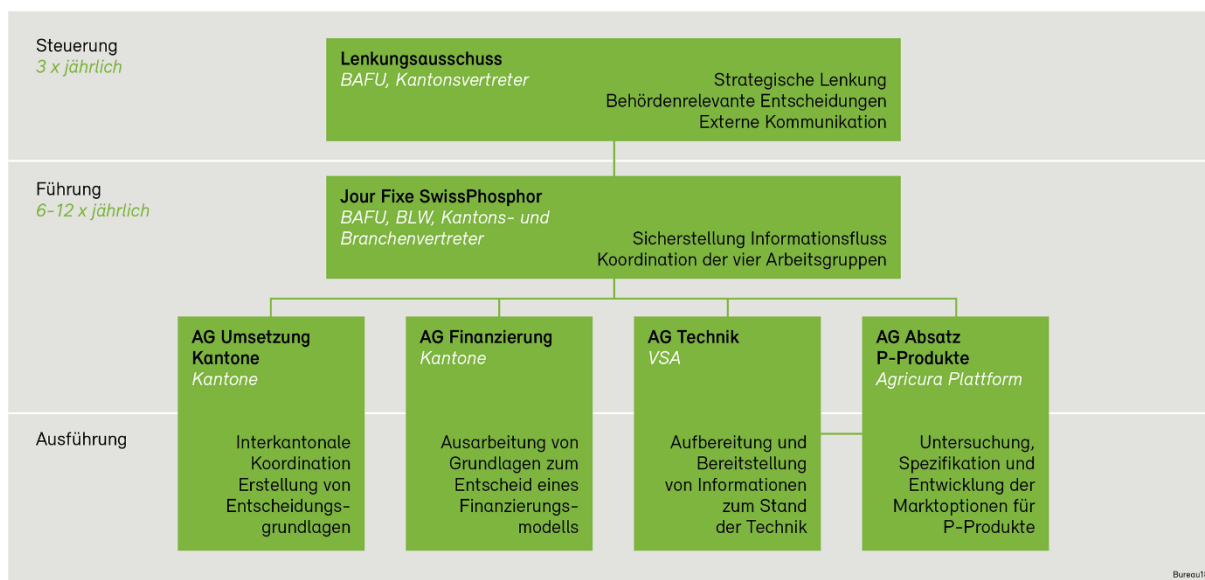 Steuerung
3 x jährlich
Lenkungsausschuss
BAFU, Kantonsvertreter
Strategische Lenkung
Behördenrelevante Entscheidungen
Externe Kommunikation
Führung
6-12 x jährlich
Jour Fixe SwissPhosphor
BAFU, BLW, Kantons- und
Branchenvertreter
Sicherstellung Informationsfluss
Koordination der vier Arbeitsgruppen
AG Umsetzung
Kantone
Kantone
AG Finanzierung
Kantone
AG Technik
VSA
AG Absatz
P-Produkte
Agricura Plattform
Ausführung
Interkantonale
Koordination
Erstellung von
Entscheidungs-
grundlagen
Ausarbeitung von
Grundlagen zum
Entscheid eines
Finanzierungs-
modells
Aufbereitung und
Bereitstellung
von Informationen
zum Stand
der Technik
Untersuchung,
Spezifikation und
Entwicklung der
Marktoptionen für
P-Produkte